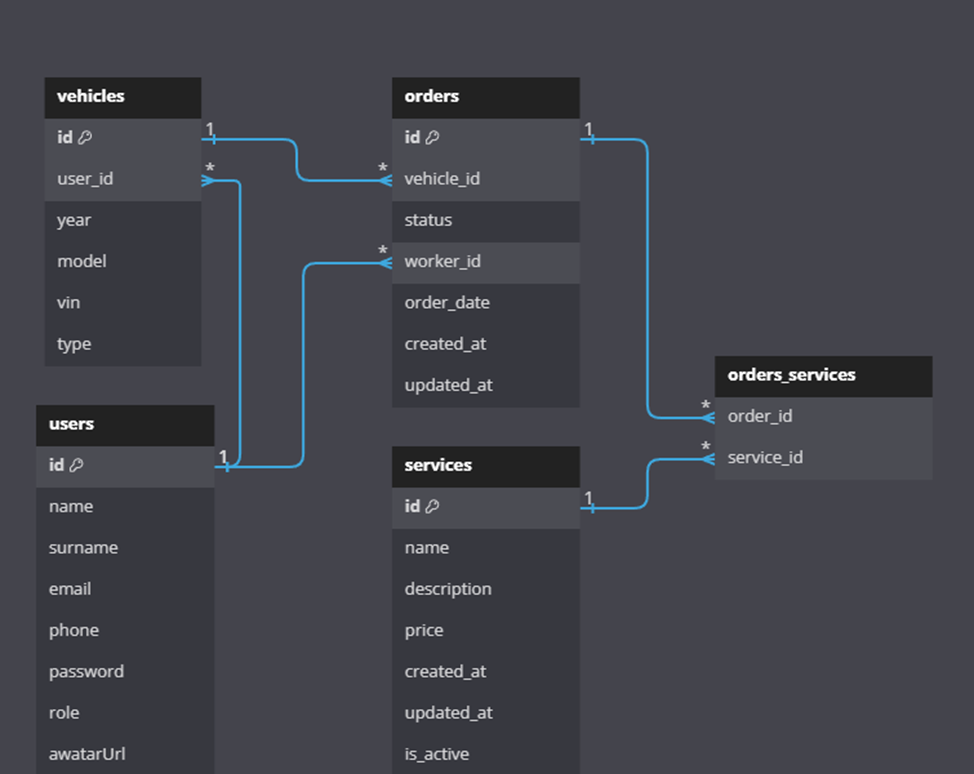 vehicles
id
user_id
year
model
vin
type
1
*
users
id
name
surname
email
phone
password
role
awatarUrl
1
orders
id
vehicle_id
status
worker_id
order_date
created_at
updated_at
*
*
1
services
id
name
description
price
created_at
updated_at
is_active
1
orders_services
order_id
service_id
*
*